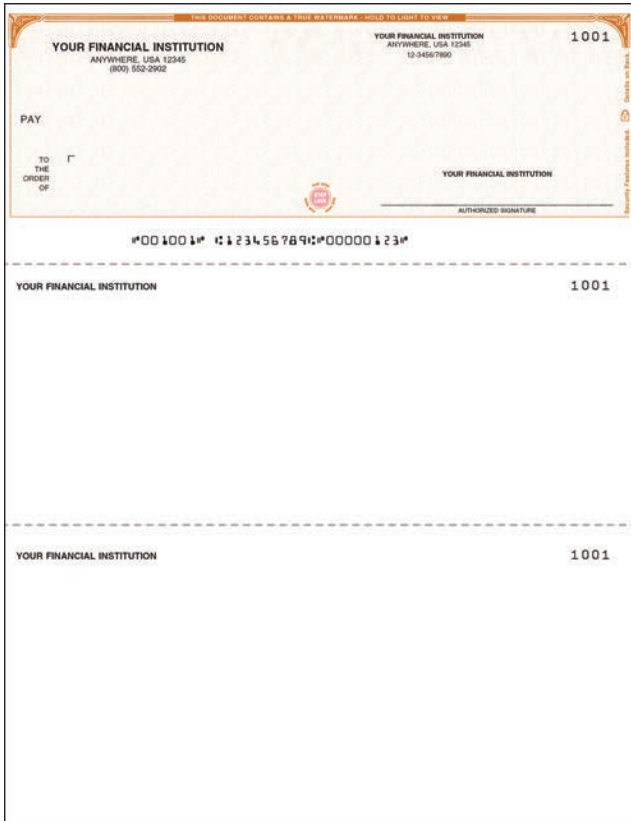 THIS DOCUMENT CONTAINS A TRUE WATERMARK - HOLD TO LIGHT TO VIEW
YOUR FINANCIAL INSTITUTION
ANYWHERE, USA 12345
(800) 552-2902
YOUR FINANCIAL INSTITUTION
ANYWHERE, USA 12345
12-3456/7890
1001
PAY
TO
THE
ORDER
OF
YOUR FINANCIAL INSTITUTION
AUTHORIZED SIGNATURE
Security Features Included. Details on Back.
⑈001001⑈ ⑆123456789⑆⑈00000123⑈
YOUR FINANCIAL INSTITUTION
1001
YOUR FINANCIAL INSTITUTION
1001